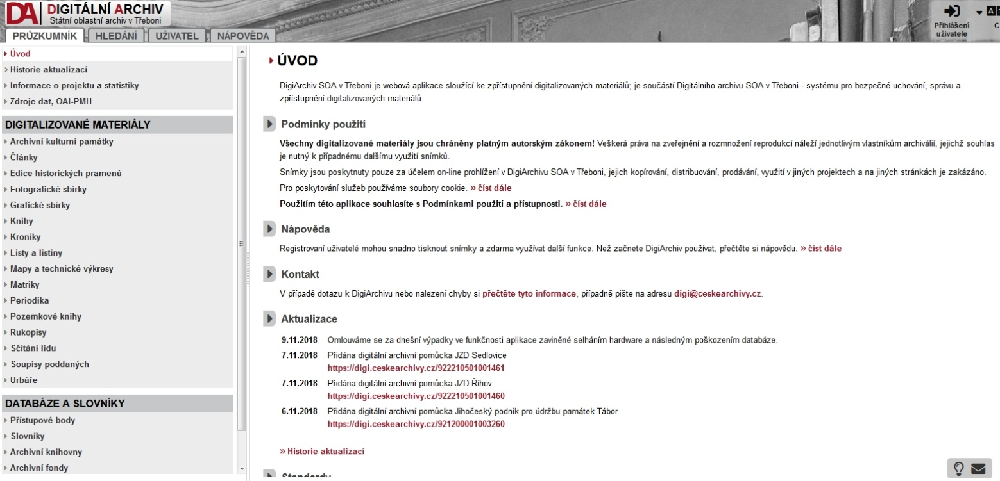 DA DIGITÁLNÍ ARCHIV
Státní oblastní archiv v Třeboni
Přihlášení
uživatele
PRŮZKUMNÍK HLEDÁNÍ UŽIVATEL NÁPOVĚDA
Úvod
Historie aktualizací
Informace o projektu a statistiky
Zdroje dat, OAI-PMH
DIGITALIZOVANÉ MATERIÁLY
Archivní kulturní památky
Články
Edice historických pramenů
Fotografické sbírky
Grafické sbírky
Knihy
Kroniky
Listy a listiny
Mapy a technické výkresy
Matriky
Periodika
Pozemkové knihy
Rukopisy
Sčítání lidu
Soupisy poddaných
Urbáře
DATABÁZE A SLOVNÍKY
Přístupové body
Slovníky
Archivní knihovny
Archivní fondy
ÚVOD
DigiArchiv SOA v Třeboni je webová aplikace sloužící ke zpřístupnění digitalizovaných materiálů; je součástí Digitálního archivu SOA v Třeboni - systému pro bezpečné uchování, správu a
zpřístupnění digitalizovaných materiálů.
Podmínky použití
Všechny digitalizované materiály jsou chráněny platným autorským zákonem! Veškerá práva na zveřejnění a rozmnožení reprodukcí náleží jednotlivým vlastníkům archiválií, jejichž souhlas
je nutný k případnému dalšímu využití snímků.
Snímky jsou poskytnuty pouze za účelem on-line prohlížení v DigiArchivu SOA v Třeboni, jejich kopírování, distribuování, prodávání, využití v jiných projektech a na jiných stránkách je zakázáno.
Pro poskytování služeb používáme soubory cookie. » číst dále
Použitím této aplikace souhlasíte s Podmínkami použití a přístupnosti. » číst dále
Nápověda
Registrovaní uživatelé mohou snadno tisknout snímky a zdarma využívat další funkce. Než začnete DigiArchiv používat, přečtěte si nápovědu. » číst dále
Kontakt
V případě dotazu k DigiArchivu nebo nalezení chyby si přečtěte tyto informace, případně pište na adresu digi@ceskearchivy.cz.
Aktualizace
9.11.2018 Omlouváme se za dnešní výpadky ve funkčnosti aplikace zaviněné selháním hardware a následným poškozením databáze.
7.11.2018 Přidána digitální archivní pomůcka JZD Sedlovice
https://digi.ceskearchivy.cz/922210501001461
7.11.2018 Přidána digitální archivní pomůcka JZD Říhov
https://digi.ceskearchivy.cz/922210501001460
6.11.2018 Přidána digitální archivní pomůcka Jihočeský podnik pro údržbu památek Tábor
https://digi.ceskearchivy.cz/921200001003260
» Historie aktualizací
Standardy